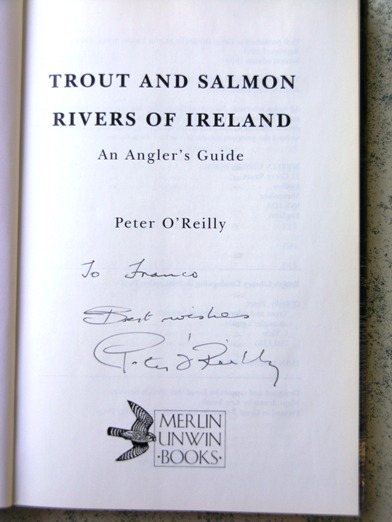 TROUT AND SALMON
RIVERS OF IRELAND
An Angler's Guide
Peter O'Reilly
To Franco
Best wishes
Peter O'Reilly
MERLIN
UNWIN
·BOOKS·